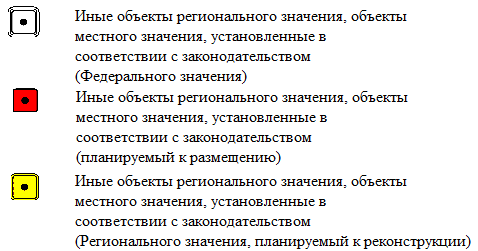 Иные объекты регионального значения, объекты
местного значения, установленные в
соответствии с законодательством
(Федерального значения)
Иные объекты регионального значения, объекты
местного значения, установленные в
соответствии с законодательством
(планируемый к размещению)
Иные объекты регионального значения, объекты
местного значения, установленные в
соответствии с законодательством
(Регионального значения, планируемый к реконструкции)